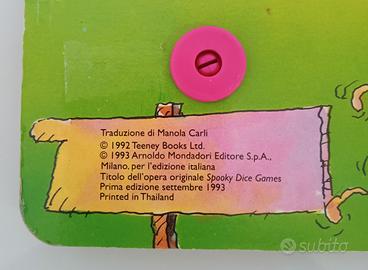 Traduzione di Manola Carli
© 1992 Teeney Books Ltd.
© 1993 Arnoldo Mondadori Editore S.p.A.,
Milano, per l'edizione italiana
Titolo dell'opera originale Spooky Dice Games
Prima edizione settembre 1993
Printed in Thailand
subito